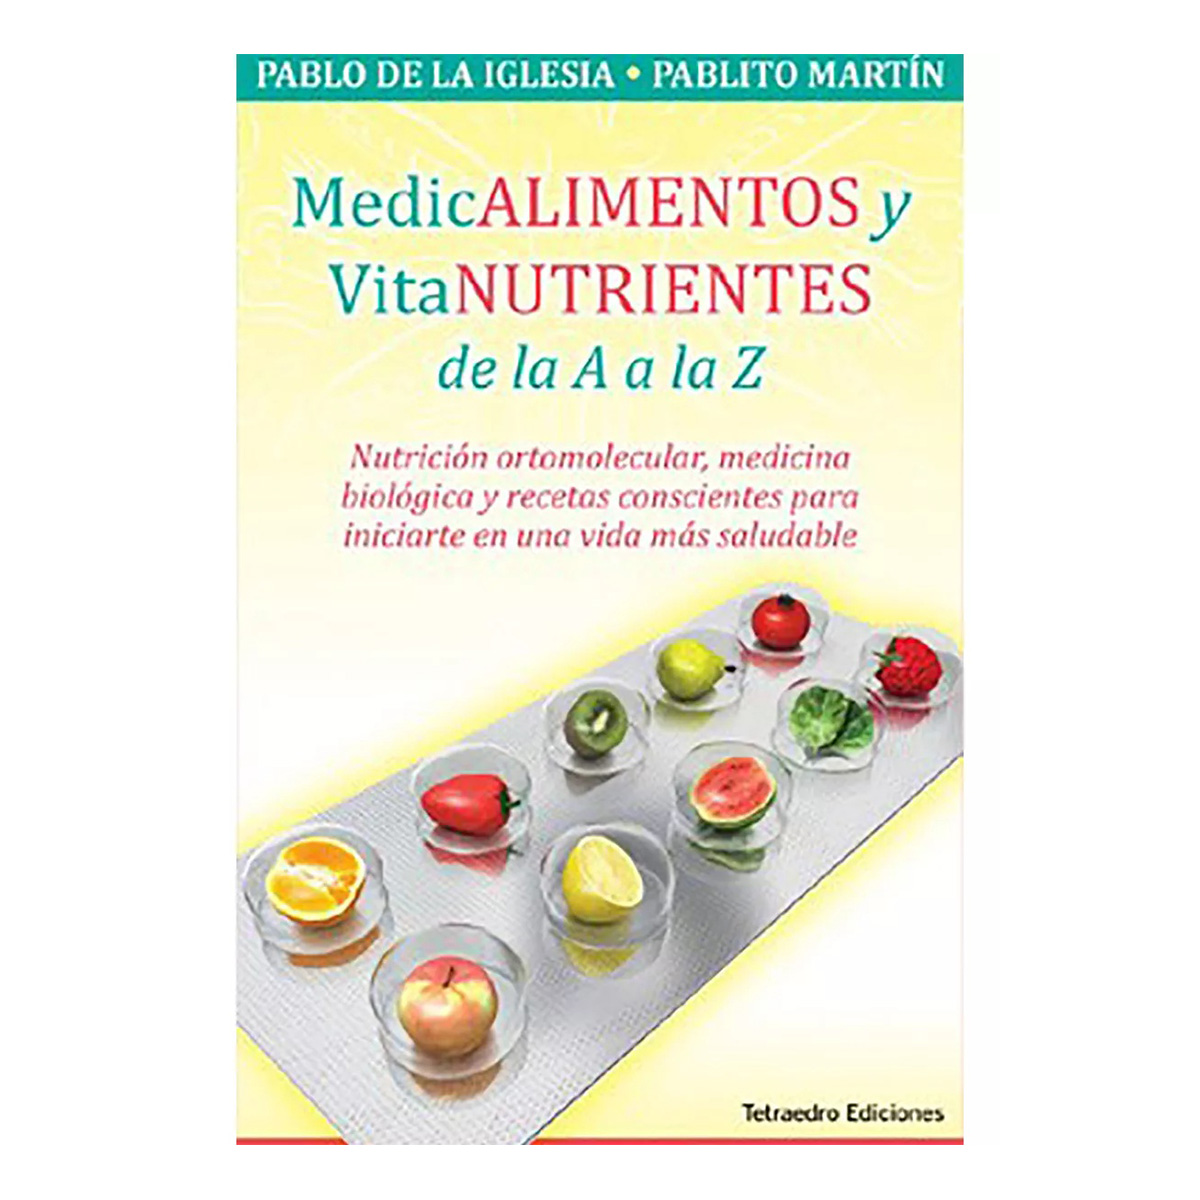 PABLO DE LA IGLESIA • PABLITO MARTÍN
MedicALIMENTOS y
VitaNUTRIENTES
de la A a la Z
Nutrición ortomolecular, medicina
biológica y recetas conscientes para
iniciarte en una vida más saludable
Tetraedro Ediciones